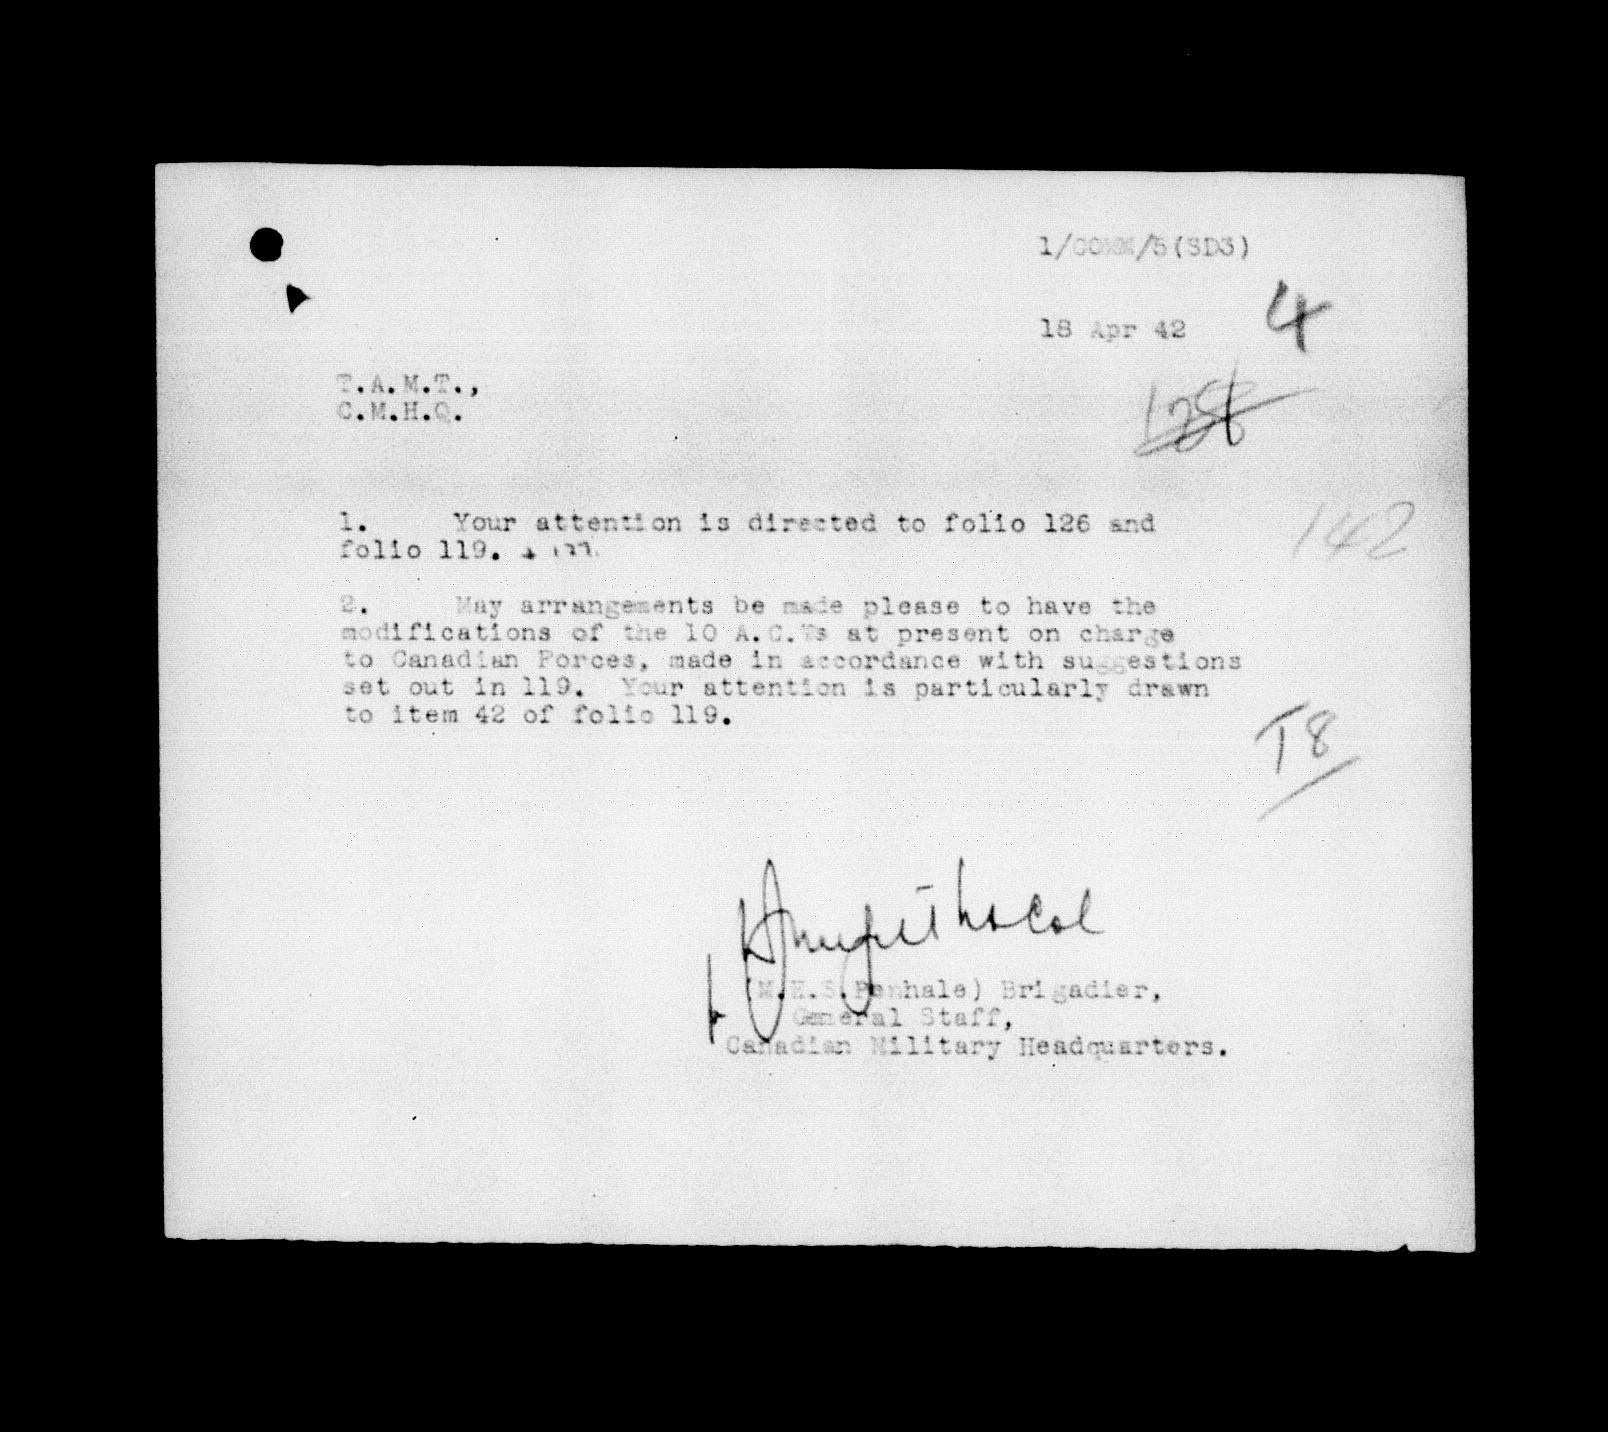 1/COMM/5(SD3)
18 Apr 42
4
T.A.M.T.,
C.M.H.Q.
128
1. Your attention is directed to folio 126 and
142
folio 119.
2. May arrangements be made please to have the
modifications of the 10 A.C.Vs at present on charge
to Canadian Forces, made in accordance with suggestions
set out in 119. Your attention is particularly drawn
to item 42 of folio 119.
T8
(M.H.S.Penhale) Brigadier,
General Staff,
Canadian Military Headquarters.